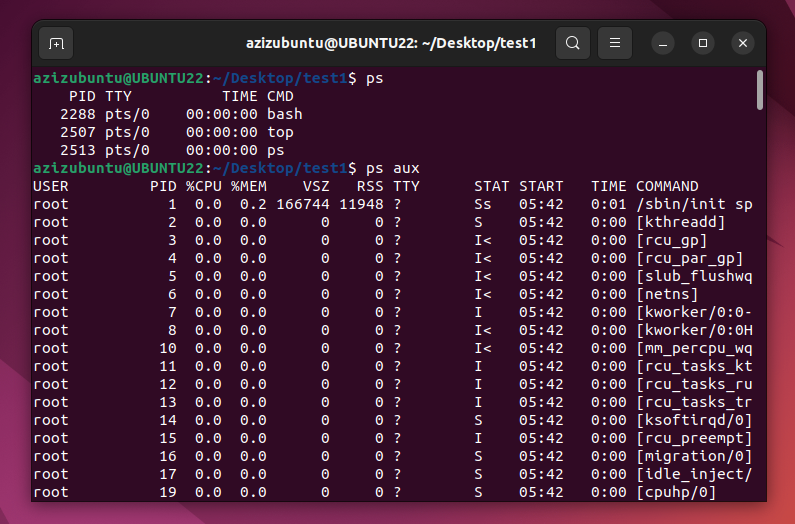 azizubuntu@UBUNTU22: ~/Desktop/test1
azizubuntu@UBUNTU22:~/Desktop/test1$ ps
PID TTY TIME CMD
2288 pts/0 00:00:00 bash
2507 pts/0 00:00:00 top
2513 pts/0 00:00:00 ps
azizubuntu@UBUNTU22:~/Desktop/test1$ ps aux
USER PID %CPU %MEM VSZ RSS TTY STAT START TIME COMMAND
root 1 0.0 0.2 166744 11948 ? Ss 05:42 0:01 /sbin/init sp
root 2 0.0 0.0 0 0 ? S 05:42 0:00 [kthreadd]
root 3 0.0 0.0 0 0 ? I< 05:42 0:00 [rcu_gp]
root 4 0.0 0.0 0 0 ? I< 05:42 0:00 [rcu_par_gp]
root 5 0.0 0.0 0 0 ? I< 05:42 0:00 [slub_flushwq
root 6 0.0 0.0 0 0 ? I< 05:42 0:00 [netns]
root 7 0.0 0.0 0 0 ? I 05:42 0:00 [kworker/0:0-
root 8 0.0 0.0 0 0 ? I< 05:42 0:00 [kworker/0:0H
root 10 0.0 0.0 0 0 ? I< 05:42 0:00 [mm_percpu_wq
root 11 0.0 0.0 0 0 ? I 05:42 0:00 [rcu_tasks_kt
root 12 0.0 0.0 0 0 ? I 05:42 0:00 [rcu_tasks_ru
root 13 0.0 0.0 0 0 ? I 05:42 0:00 [rcu_tasks_tr
root 14 0.0 0.0 0 0 ? S 05:42 0:00 [ksoftirqd/0]
root 15 0.0 0.0 0 0 ? I 05:42 0:00 [rcu_preempt]
root 16 0.0 0.0 0 0 ? S 05:42 0:00 [migration/0]
root 17 0.0 0.0 0 0 ? S 05:42 0:00 [idle_inject/
root 19 0.0 0.0 0 0 ? S 05:42 0:00 [cpuhp/0]